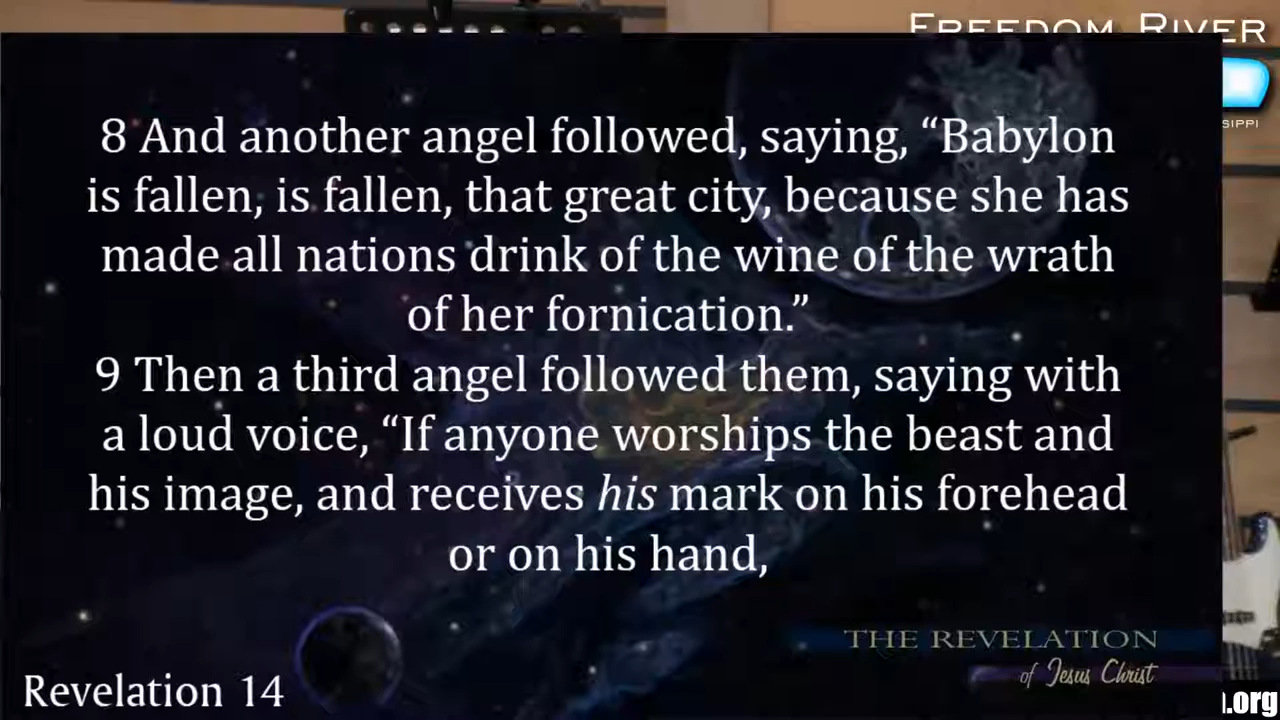 FREEDOM RIVER
SIPPI
8 And another angel followed, saying, “Babylon
is fallen, is fallen, that great city, because she has
made all nations drink of the wine of the wrath
of her fornication.”
9 Then a third angel followed them, saying with
a loud voice, “If anyone worships the beast and
his image, and receives his mark on his forehead
or on his hand,
THE REVELATION
of Jesus Christ
Revelation 14
.org